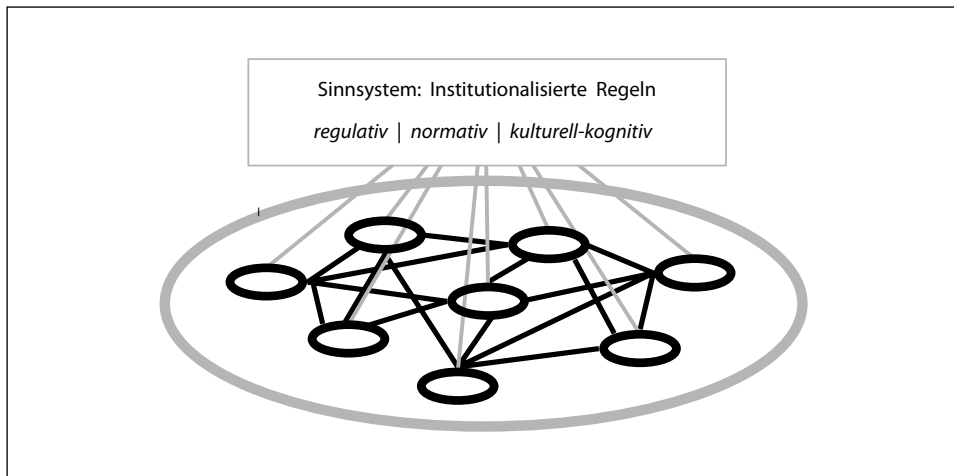 Sinnsystem: Institutionalisierte Regeln
regulativ | normativ | kulturell-kognitiv